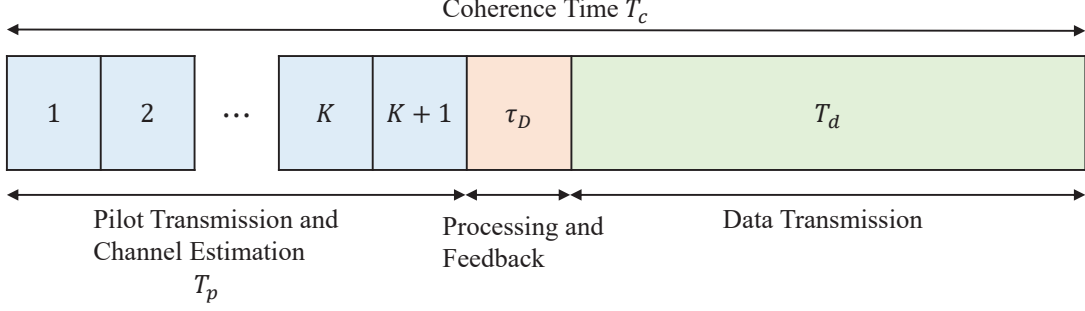 Coherence Time T_c
1 2 ... K K + 1 τ_D T_d
Pilot Transmission and
Channel Estimation
T_p
Processing and
Feedback
Data Transmission